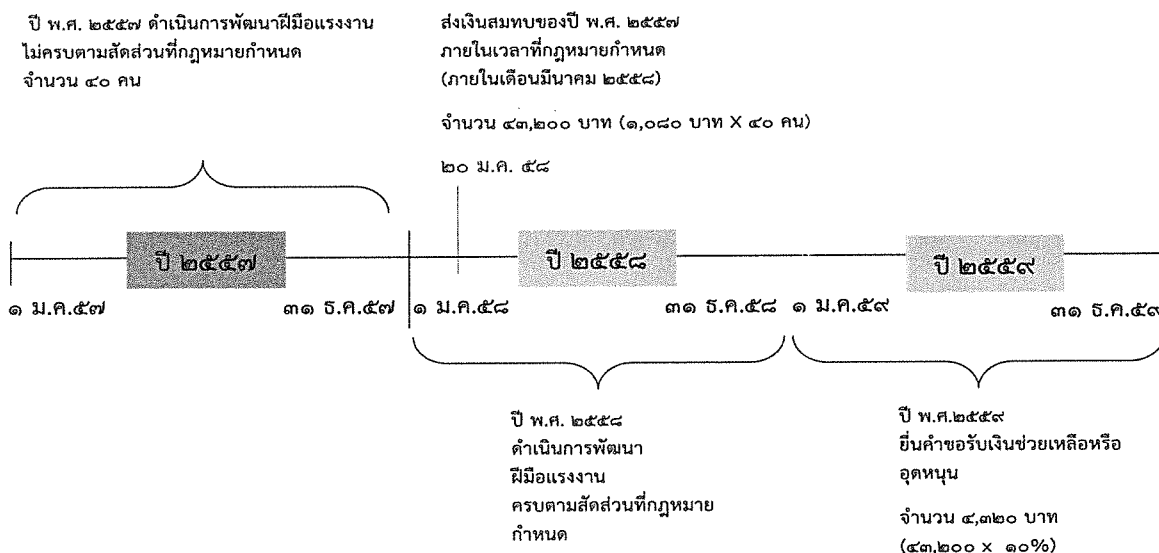 ปี พ.ศ. ๒๕๕๗ ดำเนินการพัฒนาฝีมือแรงงาน
ไม่ครบตามสัดส่วนที่กฎหมายกำหนด
จำนวน ๔๐ คน
ส่งเงินสมทบของปี พ.ศ. ๒๕๕๗
ภายในเวลาที่กฎหมายกำหนด
(ภายในเดือนมีนาคม ๒๕๕๘)
จำนวน ๔๓,๒๐๐ บาท (๑,๐๘๐ บาท X ๔๐ คน)
๒๐ ม.ค. ๕๘
ปี ๒๕๕๗
ปี ๒๕๕๘
ปี ๒๕๕๙
๑ ม.ค.๕๗
๓๑ ธ.ค.๕๗
๑ ม.ค.๕๘
๓๑ ธ.ค.๕๘
๑ ม.ค.๕๙
๓๑ ธ.ค.๕๙
ปี พ.ศ. ๒๕๕๘
ดำเนินการพัฒนา
ฝีมือแรงงาน
ครบตามสัดส่วนที่กฎหมาย
กำหนด
ปี พ.ศ.๒๕๕๙
ยื่นคำขอรับเงินช่วยเหลือหรือ
อุดหนุน
จำนวน ๔,๓๒๐ บาท
(๔๓,๒๐๐ x ๑๐%)